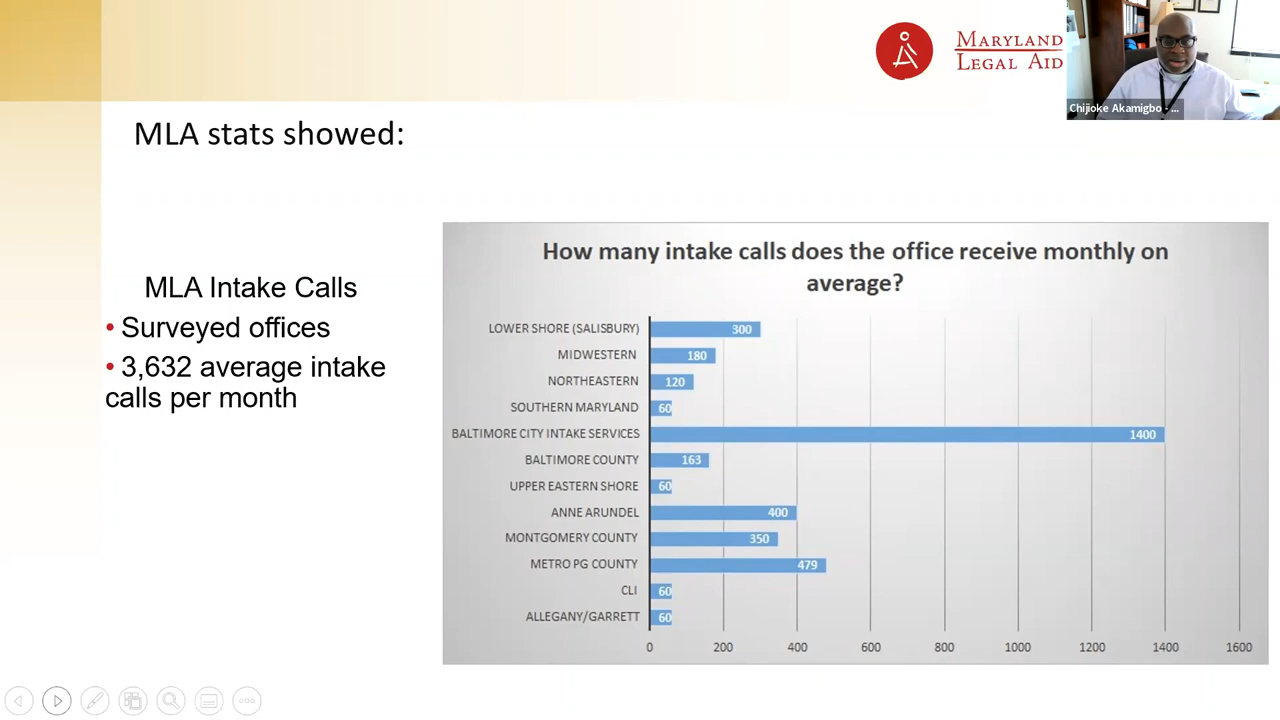 MARYLAND
LEGAL AID
Chijioke Akamigbo - ...
MLA stats showed:
MLA Intake Calls
• Surveyed offices
• 3,632 average intake
calls per month
How many intake calls does the office receive monthly on
average?
LOWER SHORE (SALISBURY) 300
MIDWESTERN 180
NORTHEASTERN 120
SOUTHERN MARYLAND 60
BALTIMORE CITY INTAKE SERVICES 1400
BALTIMORE COUNTY 163
UPPER EASTERN SHORE 60
ANNE ARUNDEL 400
MONTGOMERY COUNTY 350
METRO PG COUNTY 479
CLI 60
ALLEGANY/GARRETT 60
0 200 400 600 800 1000 1200 1400 1600